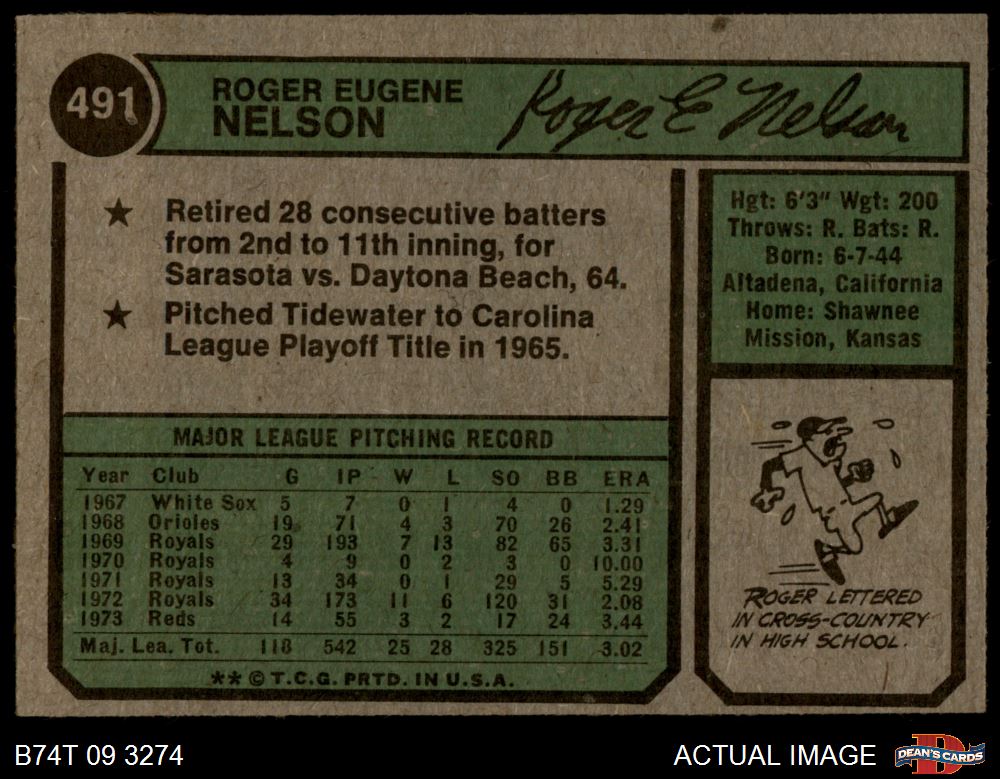 491
ROGER EUGENE
NELSON
Roger E Nelson
★ Retired 28 consecutive batters
from 2nd to 11th inning, for
Sarasota vs. Daytona Beach, 64.
★ Pitched Tidewater to Carolina
League Playoff Title in 1965.
Hgt: 6'3" Wgt: 200
Throws: R. Bats: R.
Born: 6-7-44
Altadena, California
Home: Shawnee
Mission, Kansas
MAJOR LEAGUE PITCHING RECORD
Year Club G IP W L SO BB ERA
1967 White Sox 5 7 0 1 4 0 1.29
1968 Orioles 19 71 4 3 70 26 2.41
1969 Royals 29 193 7 13 82 65 3.31
1970 Royals 4 9 0 2 3 0 10.00
1971 Royals 13 34 0 1 29 5 5.29
1972 Royals 34 173 11 6 120 31 2.08
1973 Reds 14 55 3 2 17 24 3.44
Maj. Lea. Tot. 118 542 25 28 325 151 3.02
** © T.C.G. PRTD. IN U.S.A.
ROGER LETTERED
IN CROSS-COUNTRY
IN HIGH SCHOOL.
B74T 09 3274
ACTUAL IMAGE
D
DEAN'S CARDS